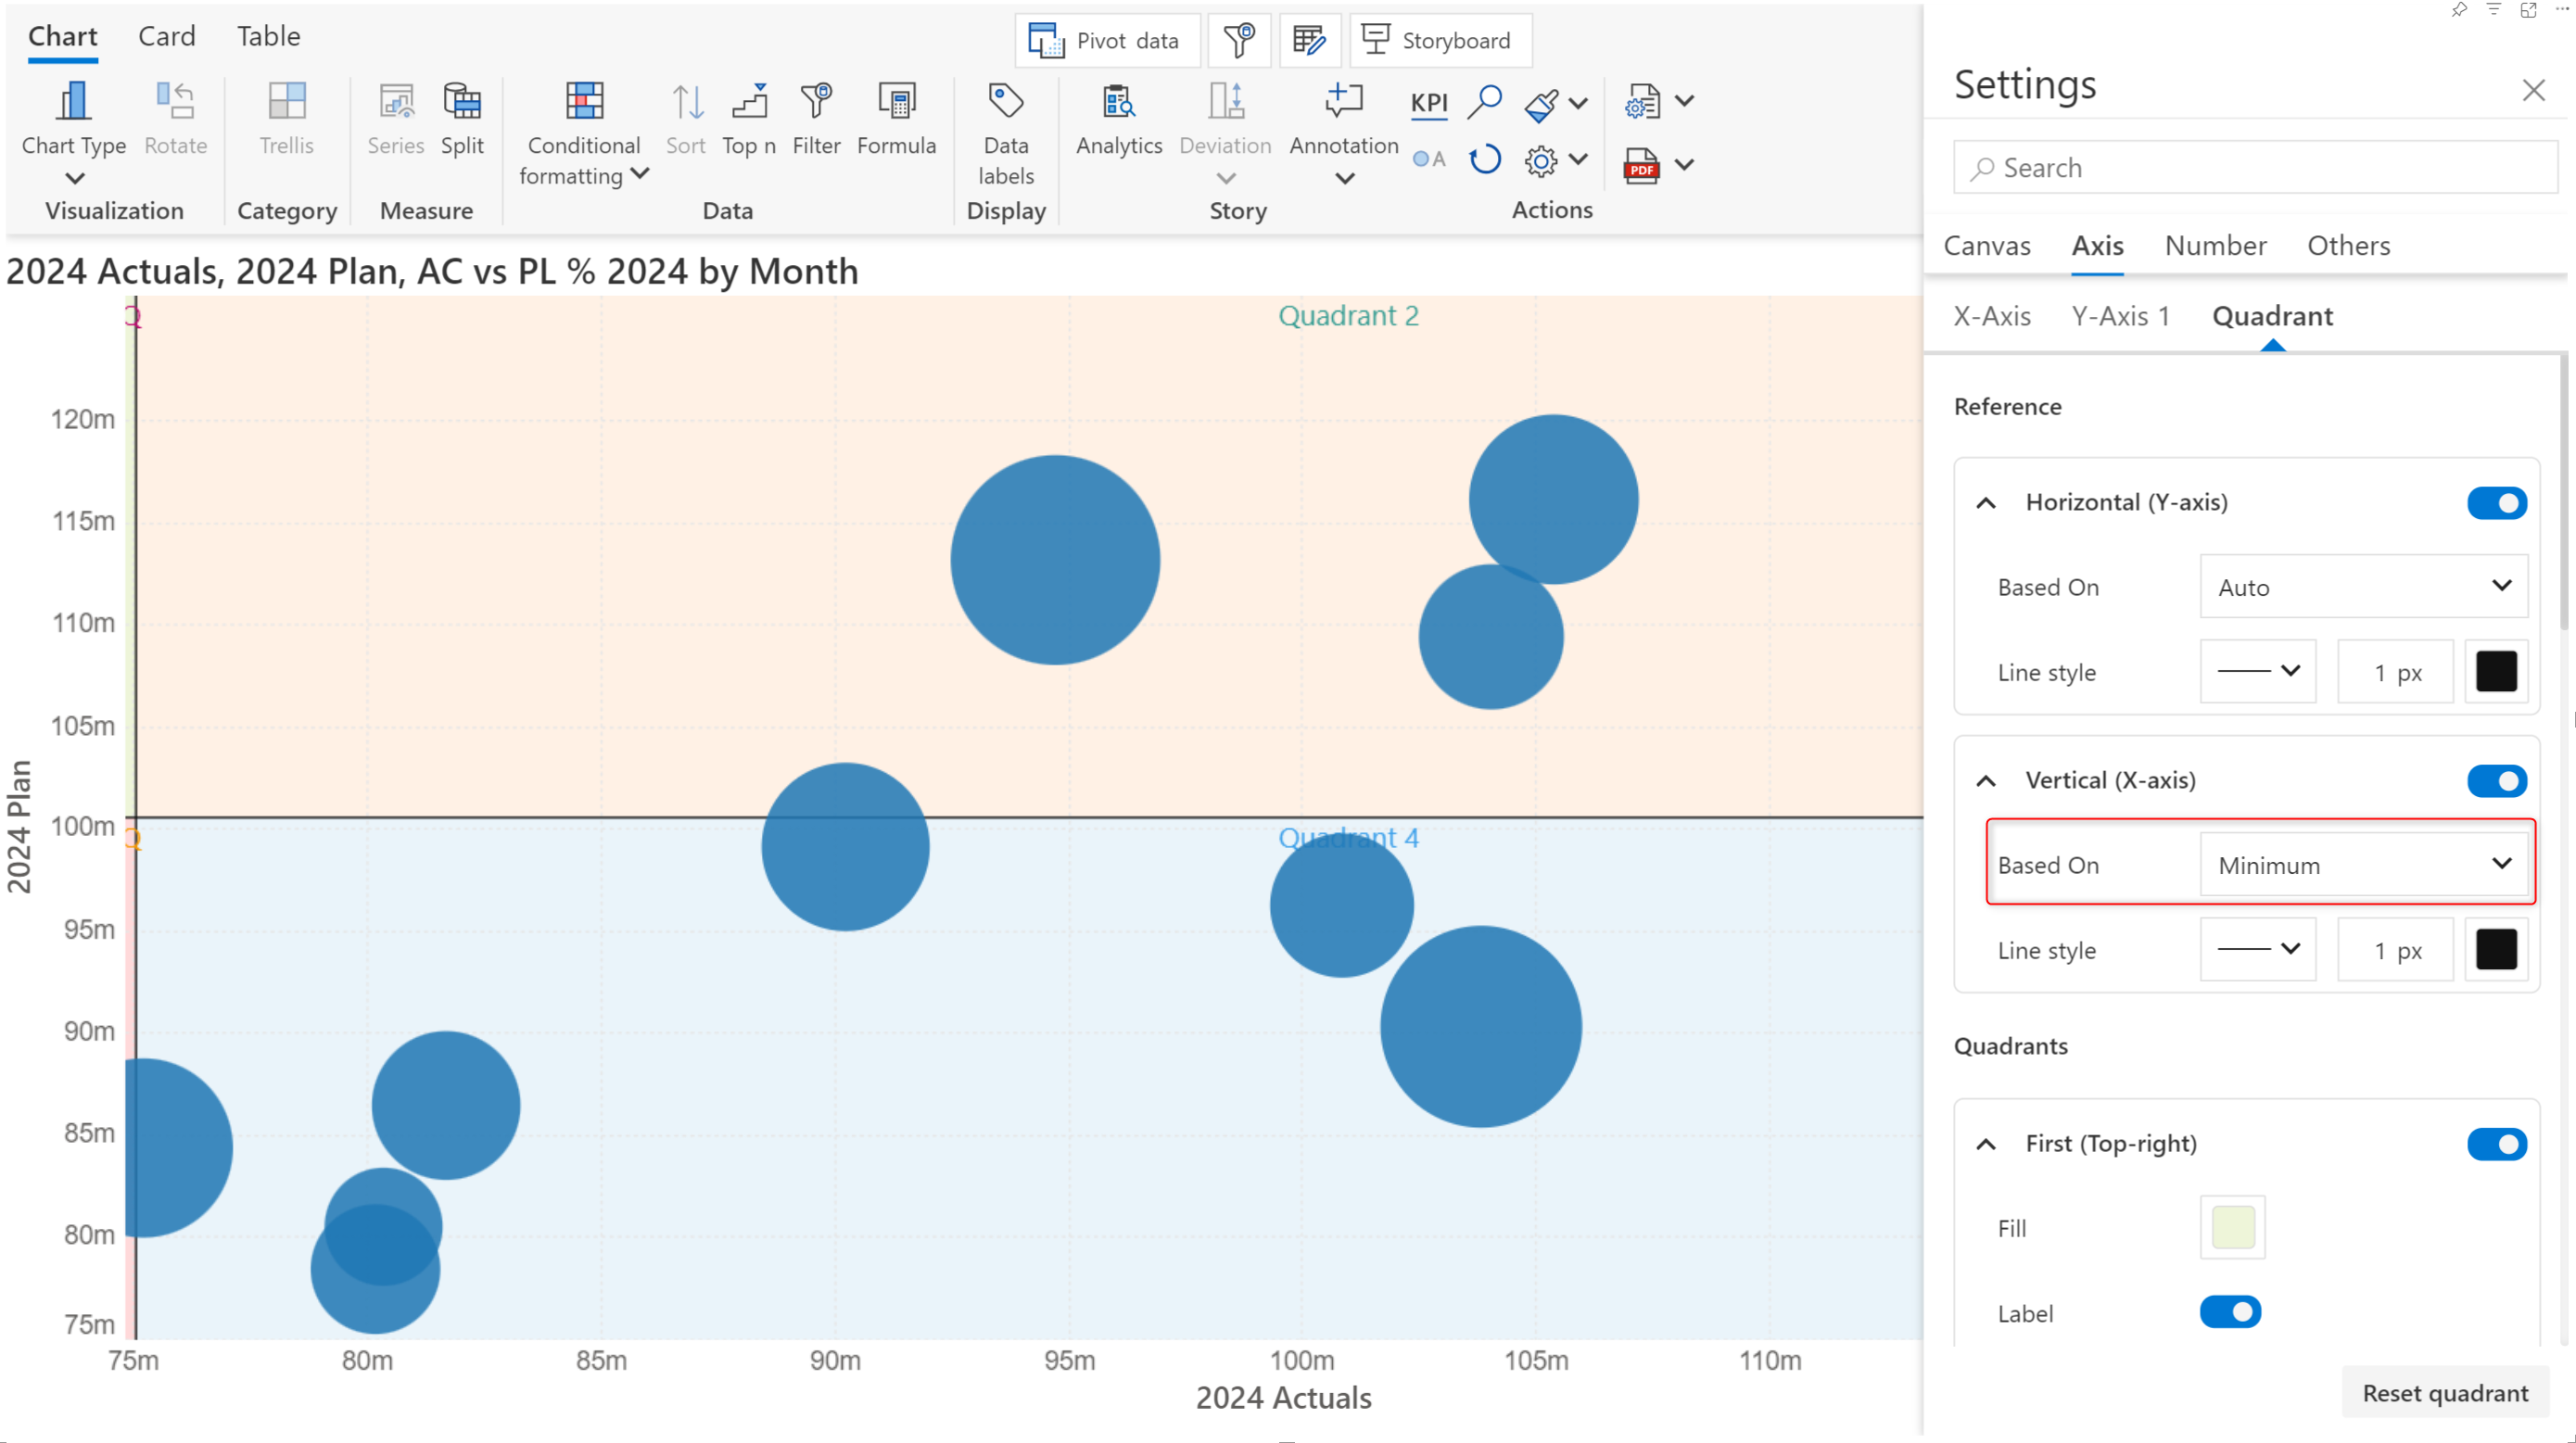 Chart Card Table
Pivot data
Storyboard
Chart Type
Rotate
Trellis
Series
Split
Conditional
formatting
Sort
Top n
Filter
Formula
Data
labels
Analytics
Deviation
Annotation
KPI
A
PDF
Visualization
Category
Measure
Data
Display
Story
Actions
2024 Actuals, 2024 Plan, AC vs PL % 2024 by Month
Q
Quadrant 2
120m
115m
110m
105m
100m
Q
Quadrant 4
95m
90m
85m
80m
75m
2024 Plan
75m 80m 85m 90m 95m 100m 105m 110m
2024 Actuals
Settings
Search
Canvas Axis Number Others
X-Axis Y-Axis 1 Quadrant
Reference
Horizontal (Y-axis)
Based On Auto
Line style 1 px
Vertical (X-axis)
Based On Minimum
Line style 1 px
Quadrants
First (Top-right)
Fill
Label
Reset quadrant